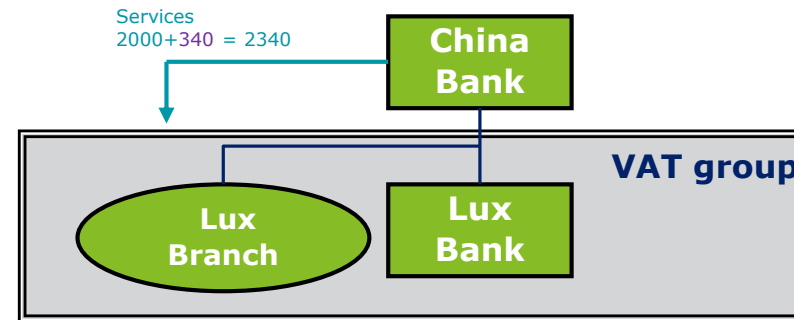 Services
2000+340 = 2340
China
Bank
VAT group
Lux
Branch
Lux
Bank